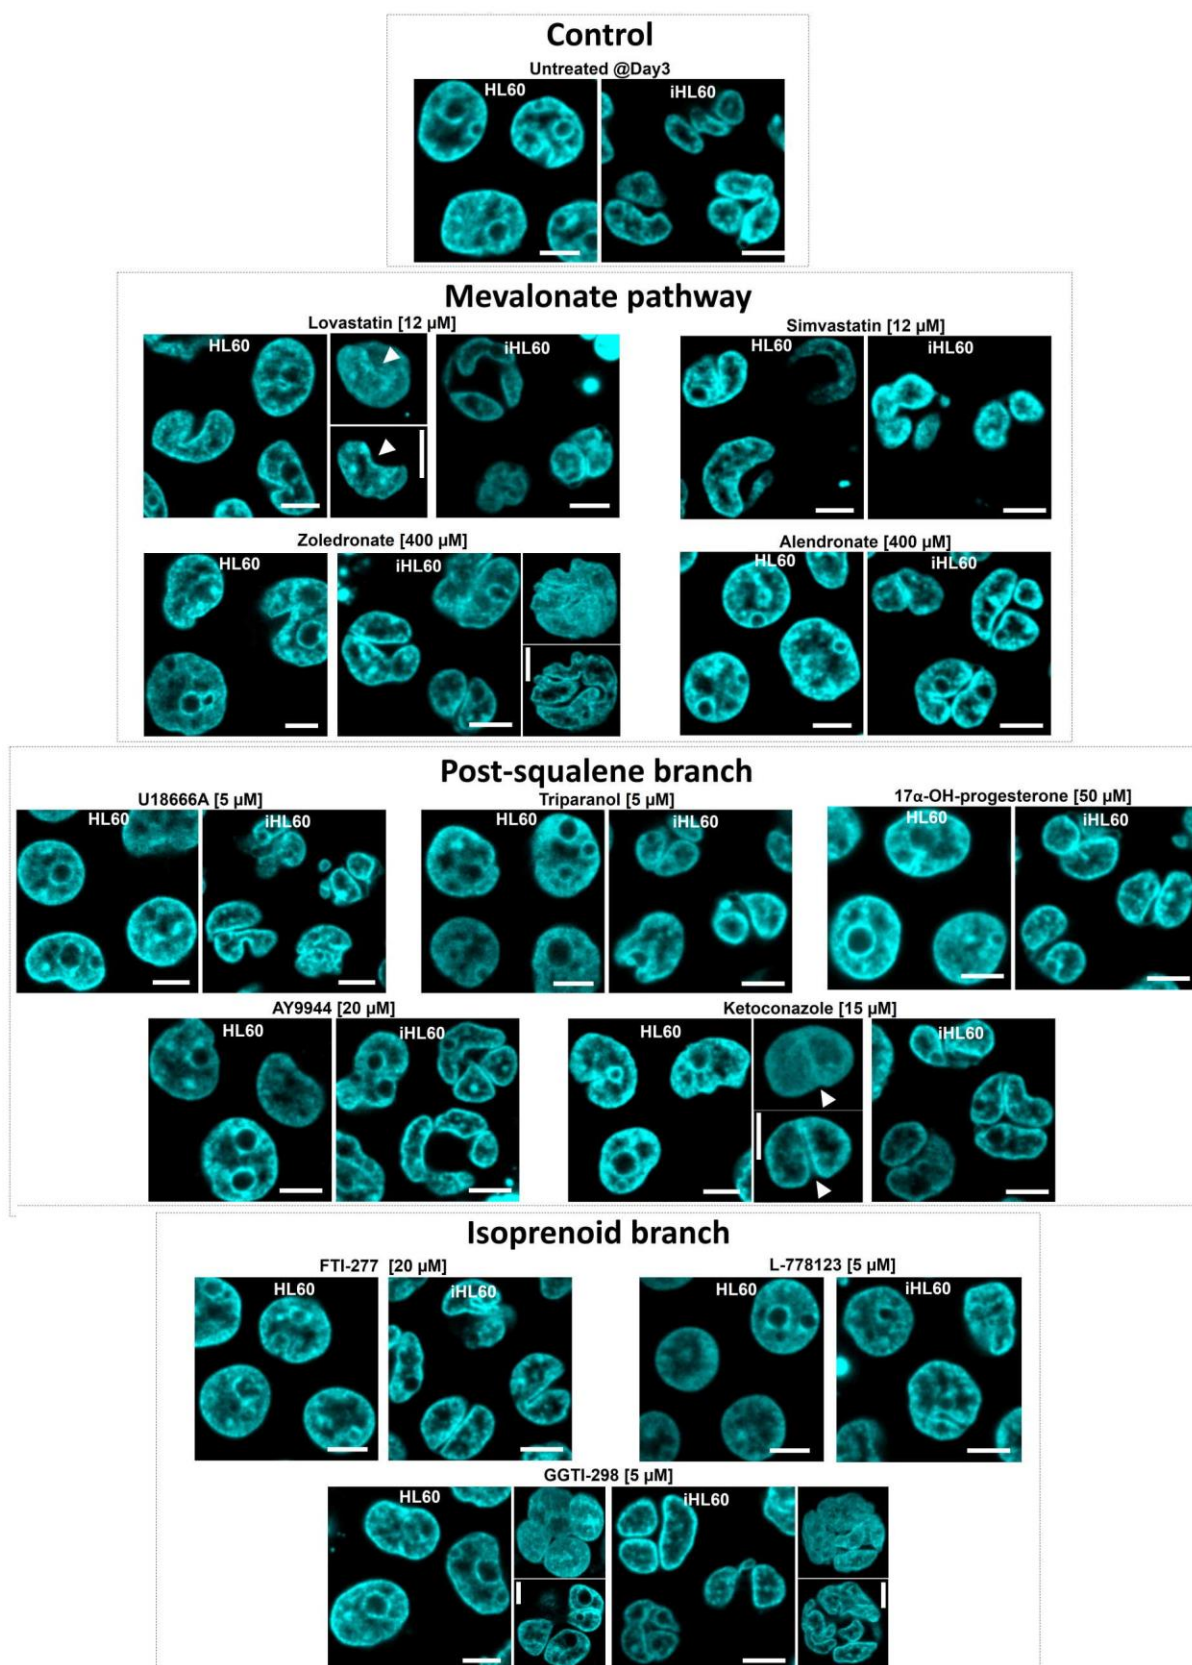 Control
Untreated @Day3
HL60 iHL60
Mevalonate pathway
Lovastatin [12 µM] Simvastatin [12 µM]
HL60 iHL60 HL60 iHL60
Zoledronate [400 µM] Alendronate [400 µM]
HL60 iHL60 HL60 iHL60
Post-squalene branch
U18666A [5 µM] Triparanol [5 µM] 17α-OH-progesterone [50 µM]
HL60 iHL60 HL60 iHL60 HL60 iHL60
AY9944 [20 µM] Ketoconazole [15 µM]
HL60 iHL60 HL60 iHL60
Isoprenoid branch
FTI-277 [20 µM] L-778123 [5 µM]
HL60 iHL60 HL60 iHL60
GGTI-298 [5 µM]
HL60 iHL60